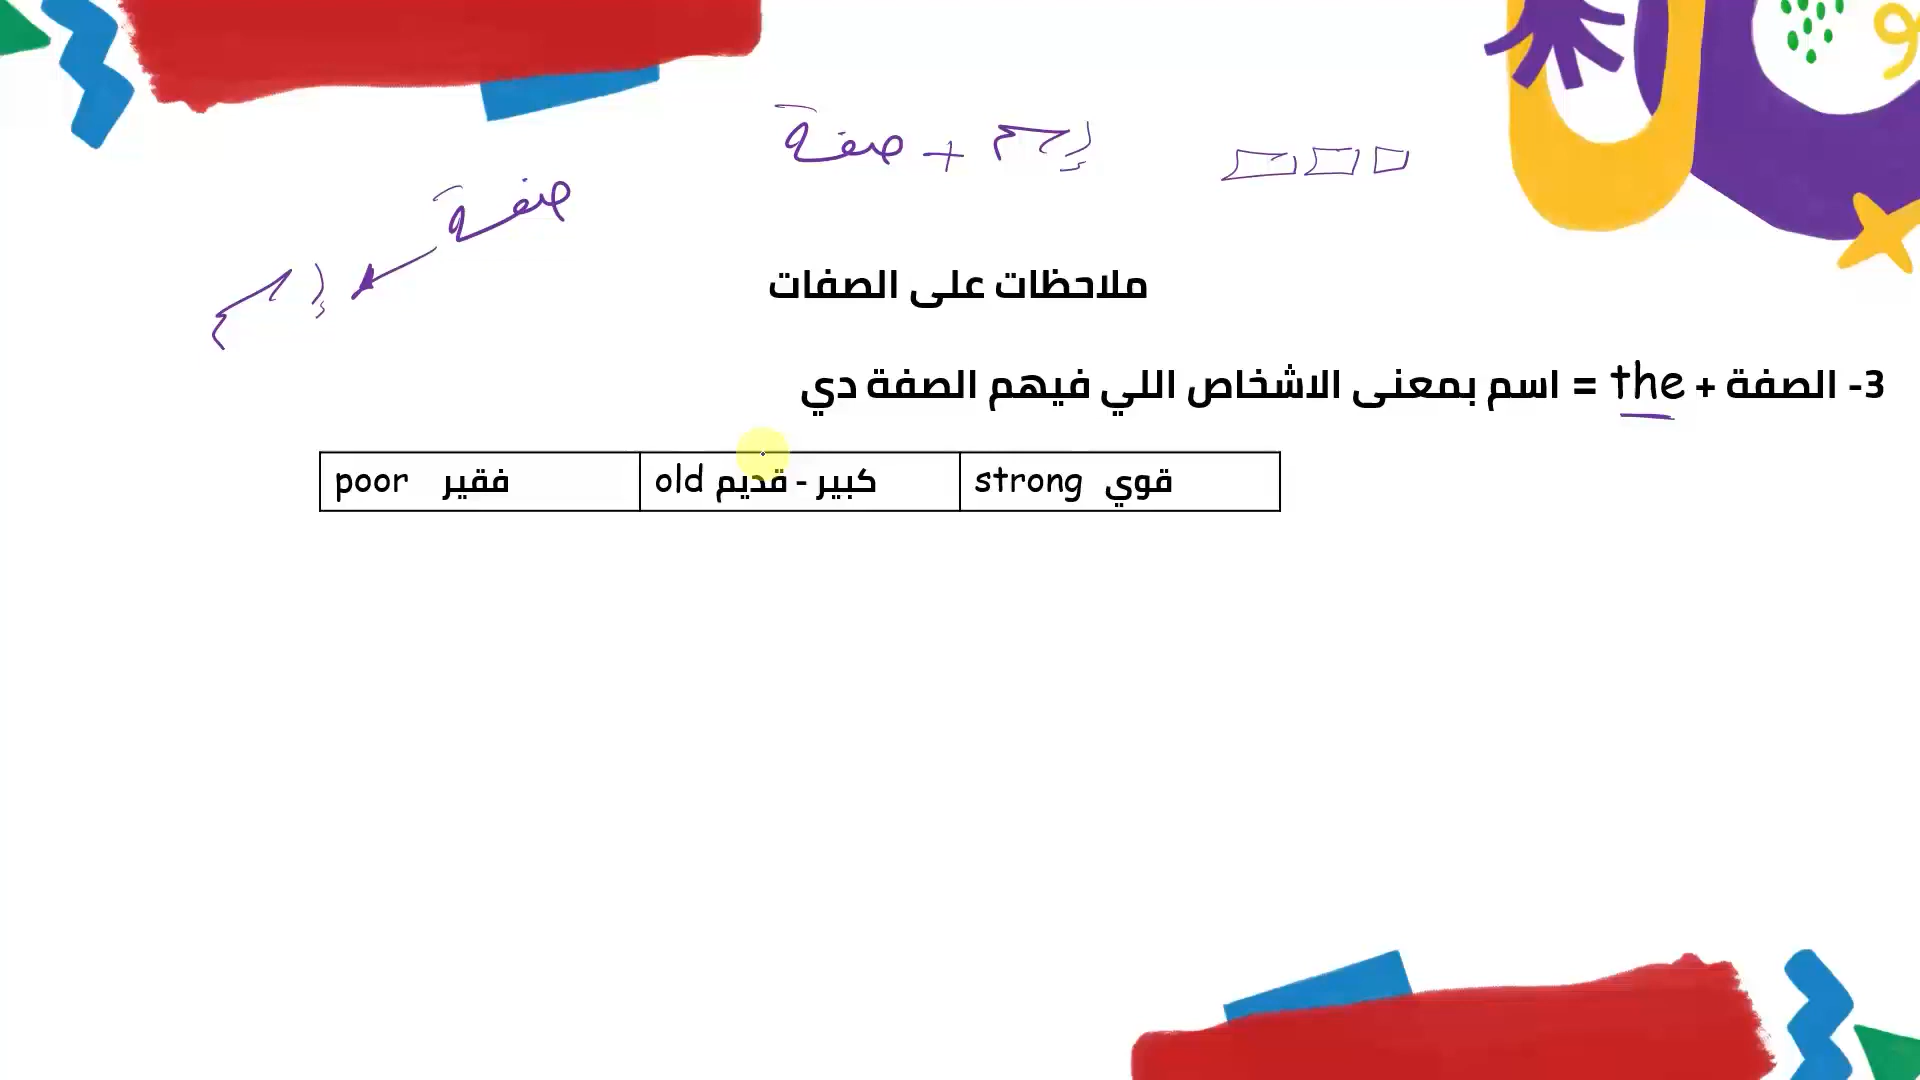 صفة + إسم
صفة
إسم
ملاحظات على الصفات
3- الصفة + the = اسم بمعنى الاشخاص اللي فيهم الصفة دي
poor فقير
old كبير - قديم
strong قوي